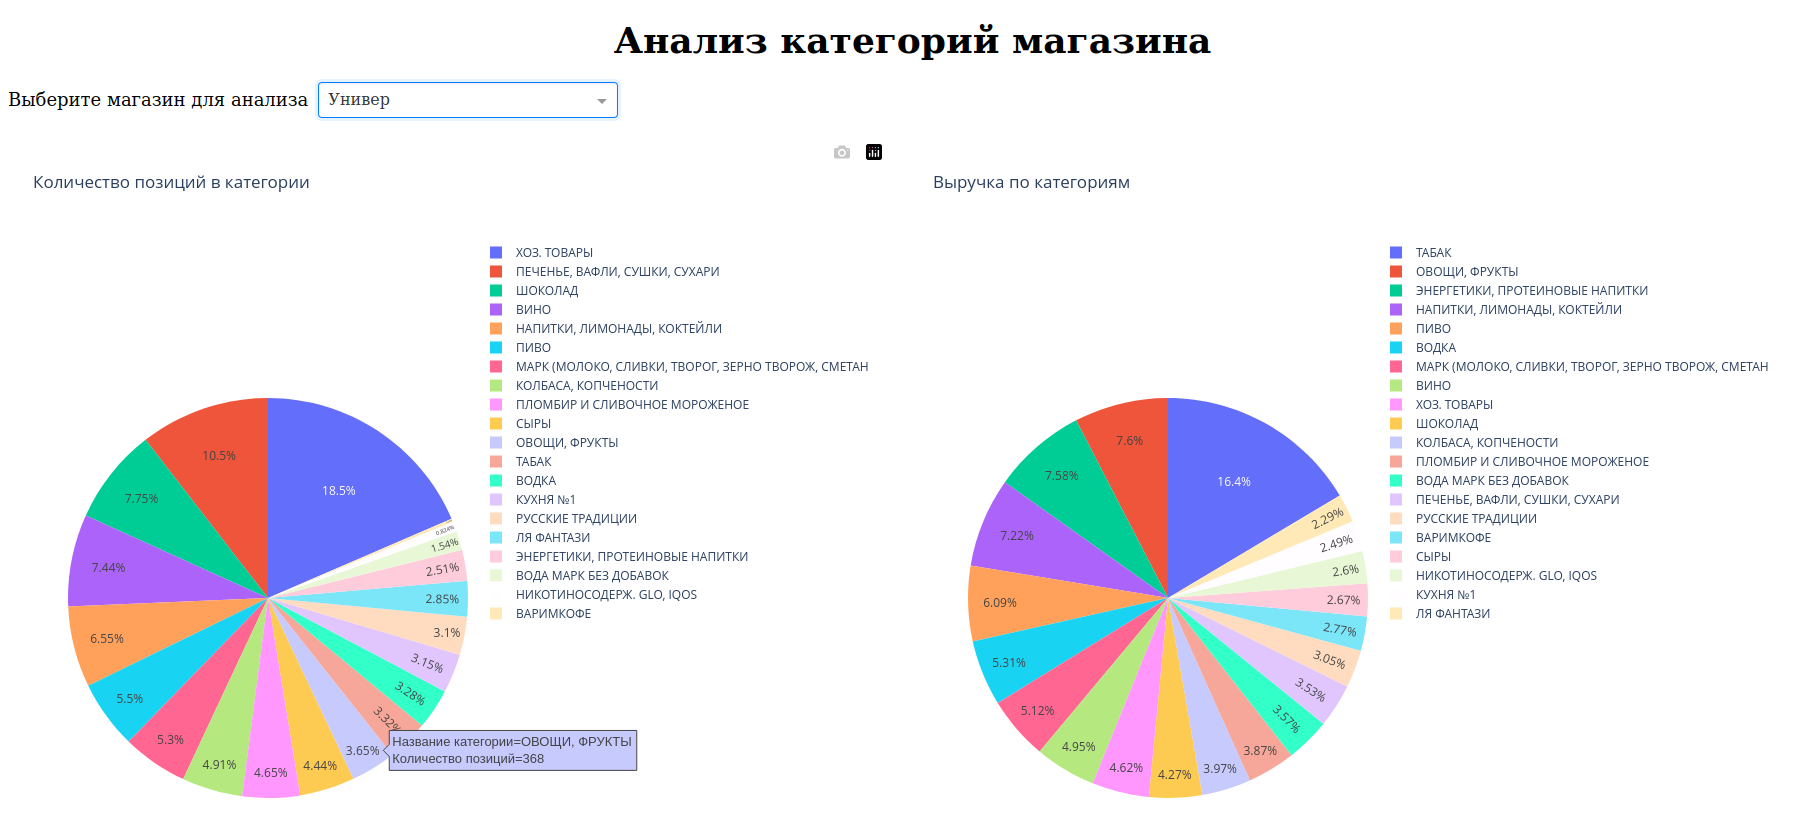 Анализ категорий магазина
Выберите магазин для анализа
Универ
Количество позиций в категории
ХОЗ. ТОВАРЫ
ПЕЧЕНЬЕ, ВАФЛИ, СУШКИ, СУХАРИ
ШОКОЛАД
ВИНО
НАПИТКИ, ЛИМОНАДЫ, КОКТЕЙЛИ
ПИВО
МАРК (МОЛОКО, СЛИВКИ, ТВОРОГ, ЗЕРНО ТВОРОЖ, СМЕТАН
КОЛБАСА, КОПЧЕНОСТИ
ПЛОМБИР И СЛИВОЧНОЕ МОРОЖЕНОЕ
СЫРЫ
ОВОЩИ, ФРУКТЫ
ТАБАК
ВОДКА
КУХНЯ №1
РУССКИЕ ТРАДИЦИИ
ЛЯ ФАНТАЗИ
ЭНЕРГЕТИКИ, ПРОТЕИНОВЫЕ НАПИТКИ
ВОДА МАРК БЕЗ ДОБАВОК
НИКОТИНОСОДЕРЖ. GLO, IQOS
ВАРИМКОФЕ
18.5%
10.5%
7.75%
7.44%
6.55%
5.5%
5.3%
4.91%
4.65%
4.44%
3.65%
3.32%
3.28%
3.15%
3.1%
2.85%
2.51%
1.54%
0.824%
Название категории=ОВОЩИ, ФРУКТЫ
Количество позиций=368
Выручка по категориям
ТАБАК
ОВОЩИ, ФРУКТЫ
ЭНЕРГЕТИКИ, ПРОТЕИНОВЫЕ НАПИТКИ
НАПИТКИ, ЛИМОНАДЫ, КОКТЕЙЛИ
ПИВО
ВОДКА
МАРК (МОЛОКО, СЛИВКИ, ТВОРОГ, ЗЕРНО ТВОРОЖ, СМЕТАН
ВИНО
ХОЗ. ТОВАРЫ
ШОКОЛАД
КОЛБАСА, КОПЧЕНОСТИ
ПЛОМБИР И СЛИВОЧНОЕ МОРОЖЕНОЕ
ВОДА МАРК БЕЗ ДОБАВОК
ПЕЧЕНЬЕ, ВАФЛИ, СУШКИ, СУХАРИ
РУССКИЕ ТРАДИЦИИ
ВАРИМКОФЕ
СЫРЫ
НИКОТИНОСОДЕРЖ. GLO, IQOS
КУХНЯ №1
ЛЯ ФАНТАЗИ
16.4%
7.6%
7.58%
7.22%
6.09%
5.31%
5.12%
4.95%
4.62%
4.27%
3.97%
3.87%
3.57%
3.53%
3.05%
2.77%
2.67%
2.6%
2.49%
2.29%